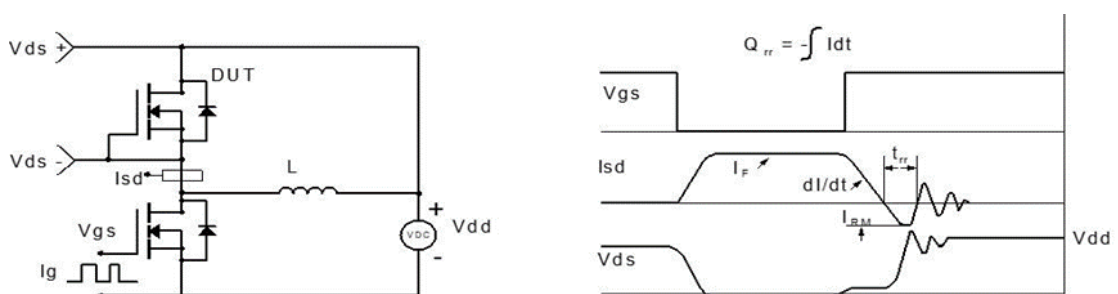 Vds +
DUT
Vds -
Isd
L
Vgs
Ig
+
VDC
-
Vdd
Q rr = -∫ Idt
Vgs
Isd
I F
dI/dt
t rr
I RM
Vds
Vdd